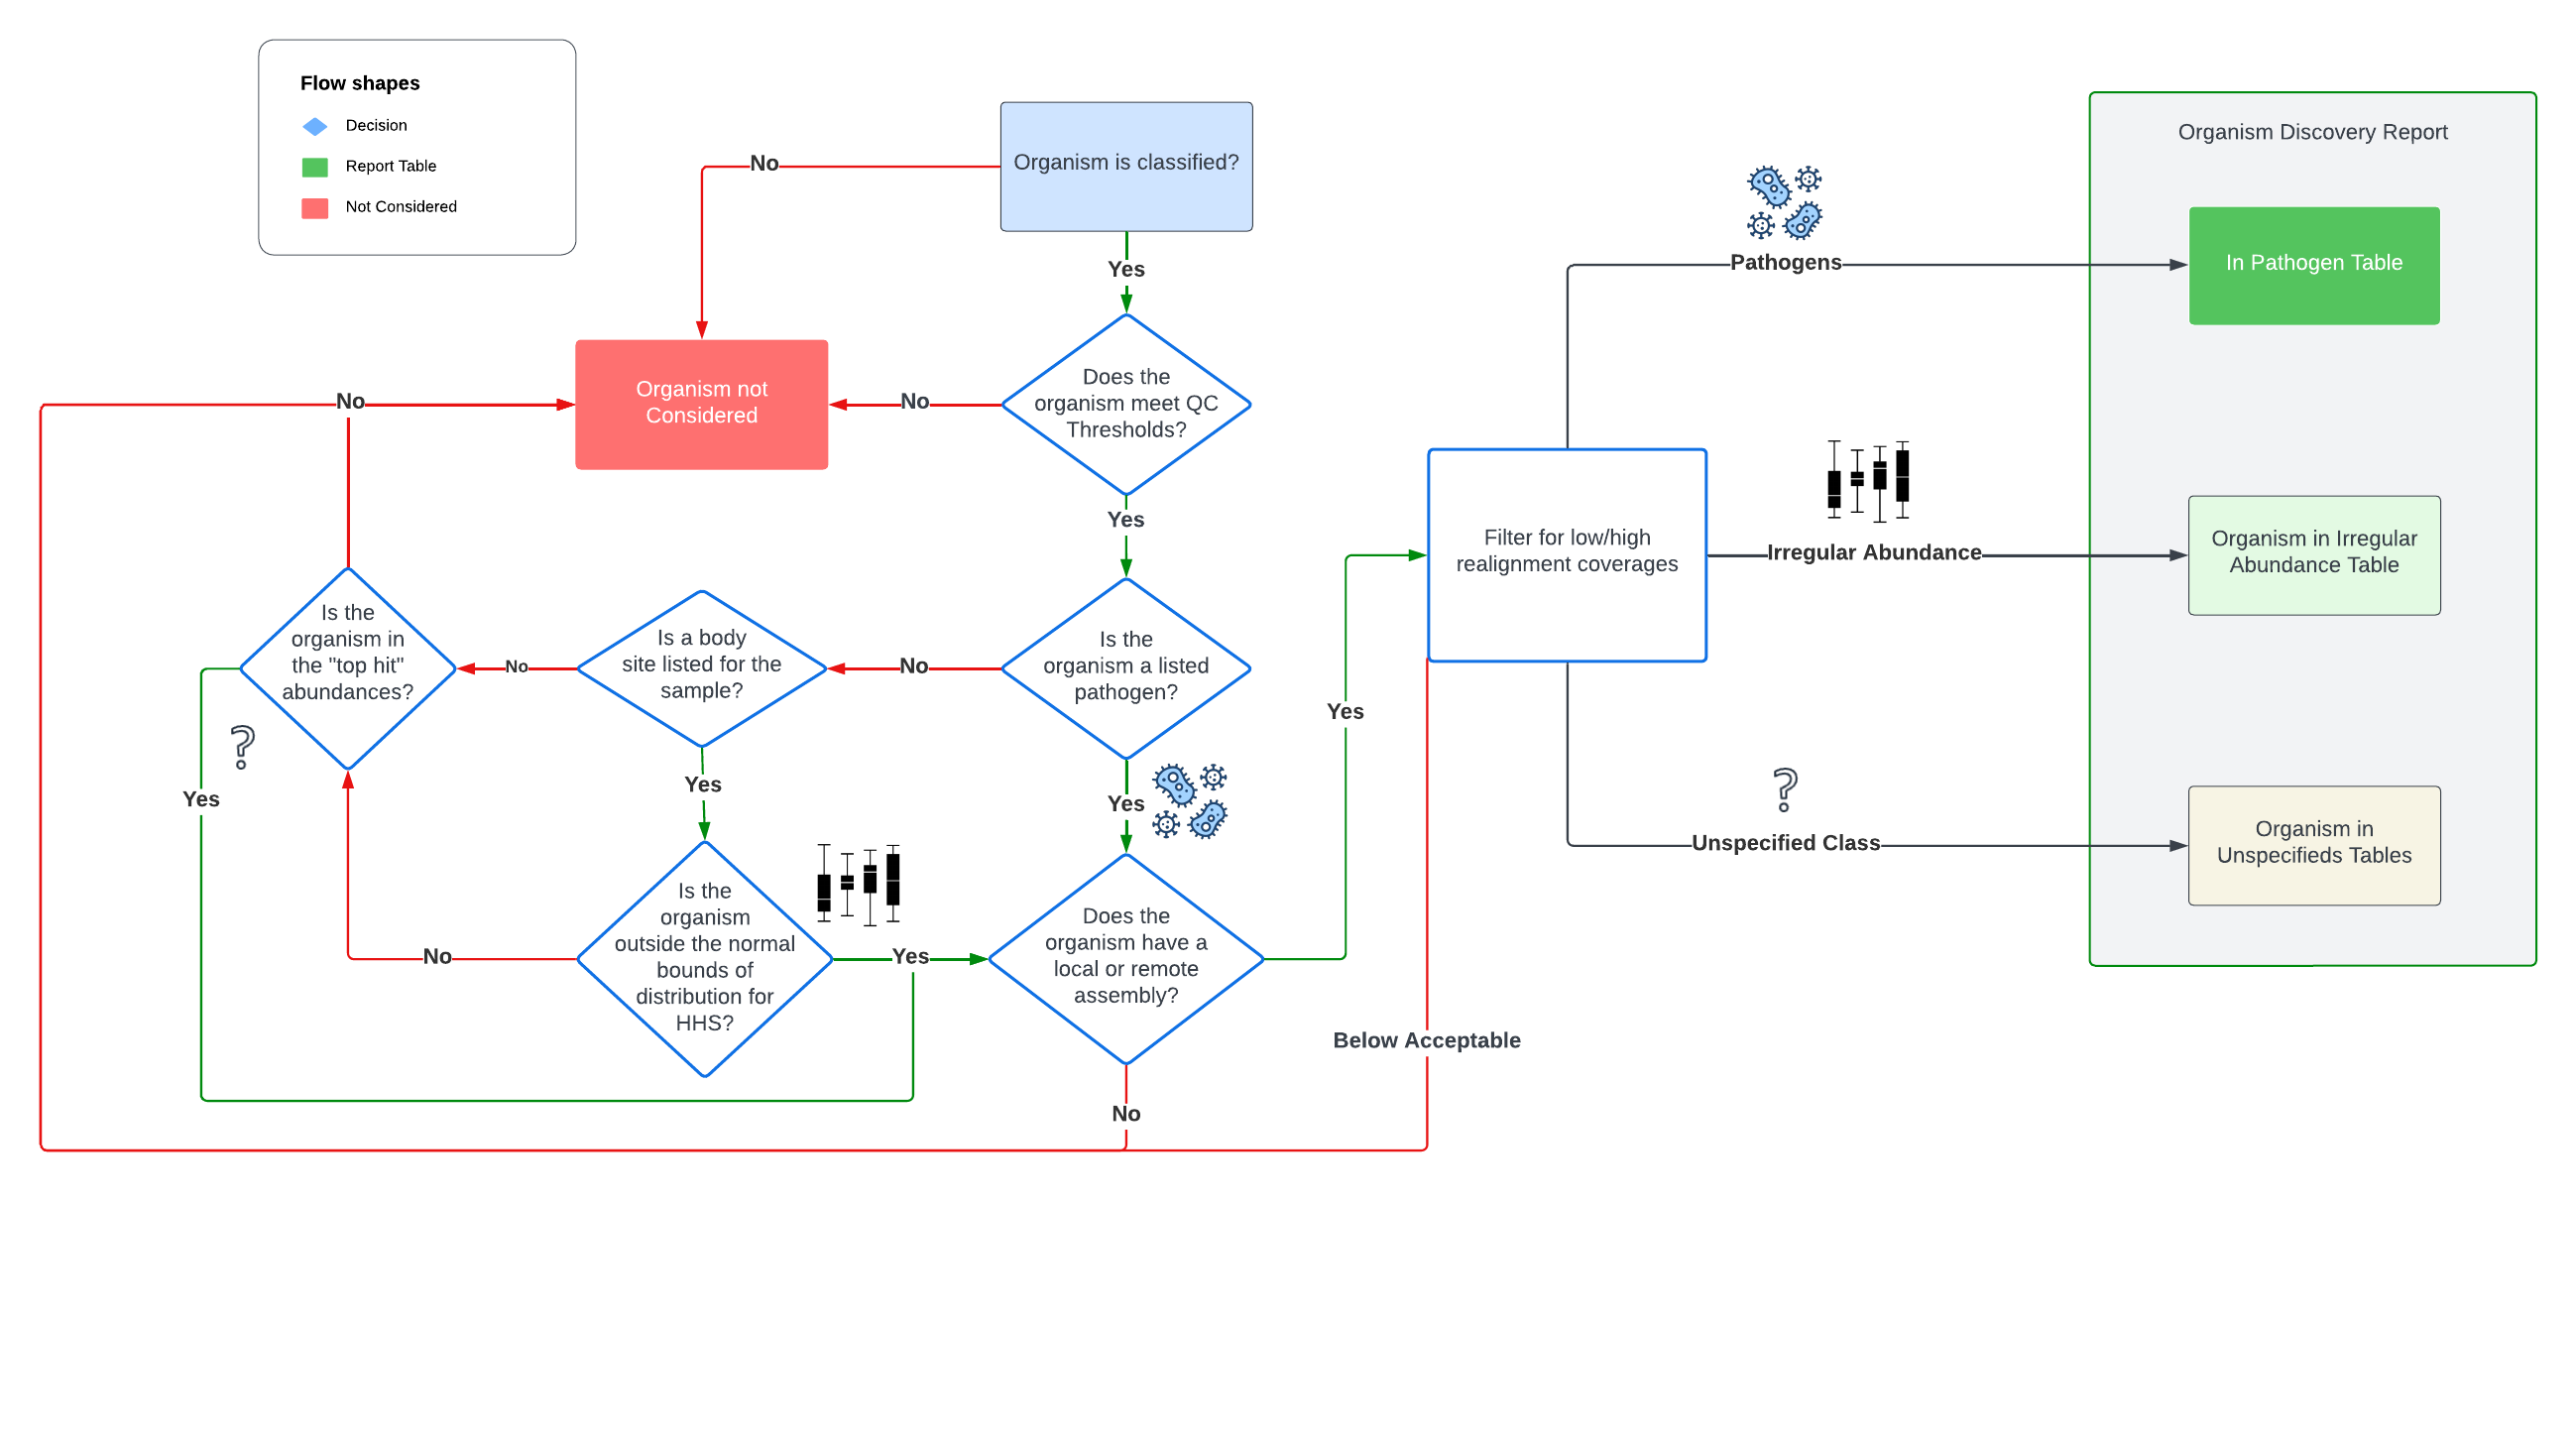 Flow shapes
Decision
Report Table
Not Considered
Organism is classified?
No
Yes
Organism not
Considered
No
No
Does the
organism meet QC
Thresholds?
Yes
Is the
organism in
the "top hit"
abundances?
No
Is a body
site listed for the
sample?
No
Is the
organism a listed
pathogen?
Yes
Yes
Yes
Is the
organism
outside the normal
bounds of
distribution for
HHS?
No
Yes
Does the
organism have a
local or remote
assembly?
No
Yes
Below Acceptable
Filter for low/high
realignment coverages
Pathogens
Irregular Abundance
Unspecified Class
Organism Discovery Report
In Pathogen Table
Organism in Irregular
Abundance Table
Organism in
Unspecifieds Tables
?
?